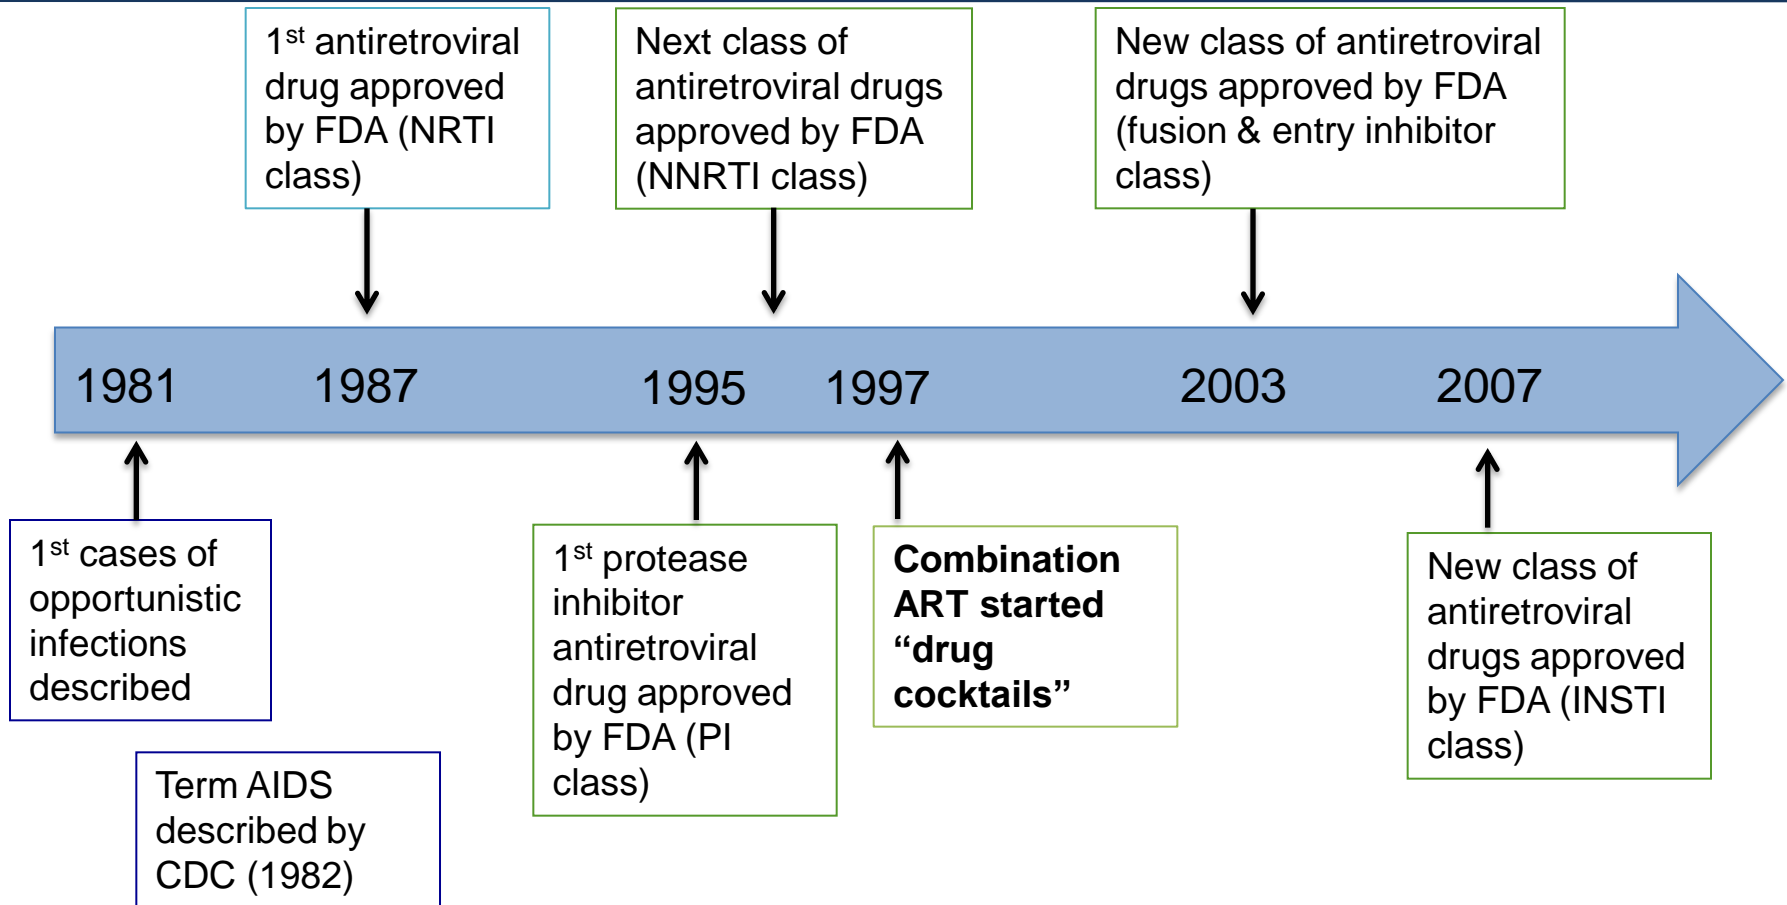 1st antiretroviral
drug approved
by FDA (NRTI
class)
Next class of
antiretroviral drugs
approved by FDA
(NNRTI class)
New class of antiretroviral
drugs approved by FDA
(fusion & entry inhibitor
class)
1981
1987
1995
1997
2003
2007
1st cases of
opportunistic
infections
described
Term AIDS
described by
CDC (1982)
1st protease
inhibitor
antiretroviral
drug approved
by FDA (PI
class)
Combination
ART started
“drug
cocktails”
New class of
antiretroviral
drugs approved
by FDA (INSTI
class)